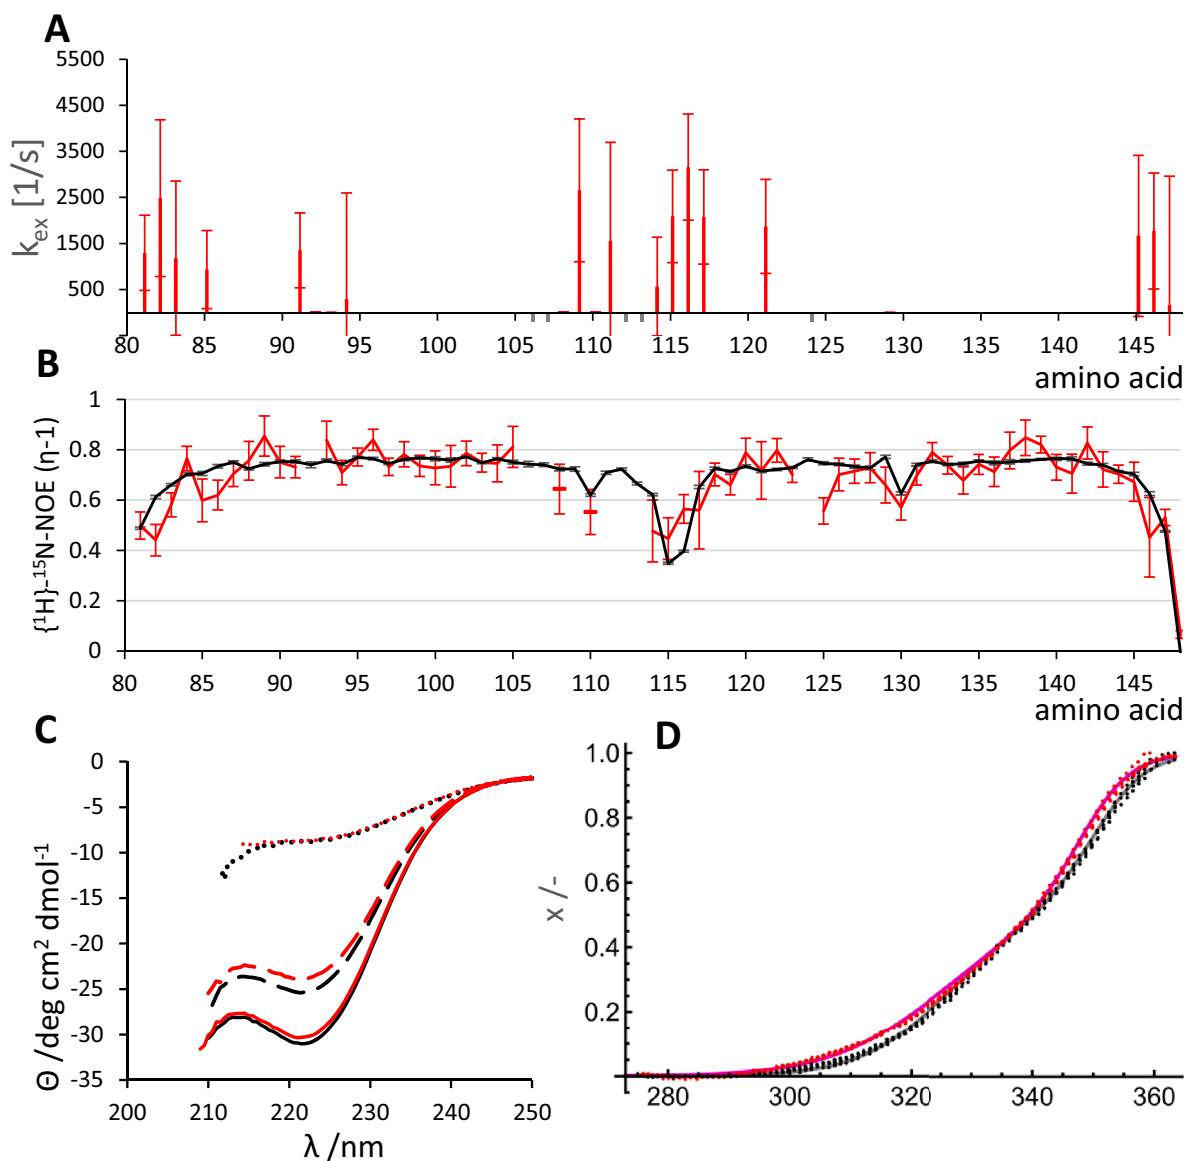 A
5500
4500
3500
2500
1500
500
kex [1/s]
80 85 90 95 100 105 110 115 120 125 130 135 140 145
amino acid
B
1
0.8
0.6
0.4
0.2
0
{¹H}-¹⁵N-NOE (η-1)
80 85 90 95 100 105 110 115 120 125 130 135 140 145
amino acid
C
0
-5
-10
-15
-20
-25
-30
-35
Θ /deg cm² dmol⁻¹
200 210 220 230 240 250
λ /nm
D
1.0
0.8
0.6
0.4
0.2
x /-
280 300 320 340 360